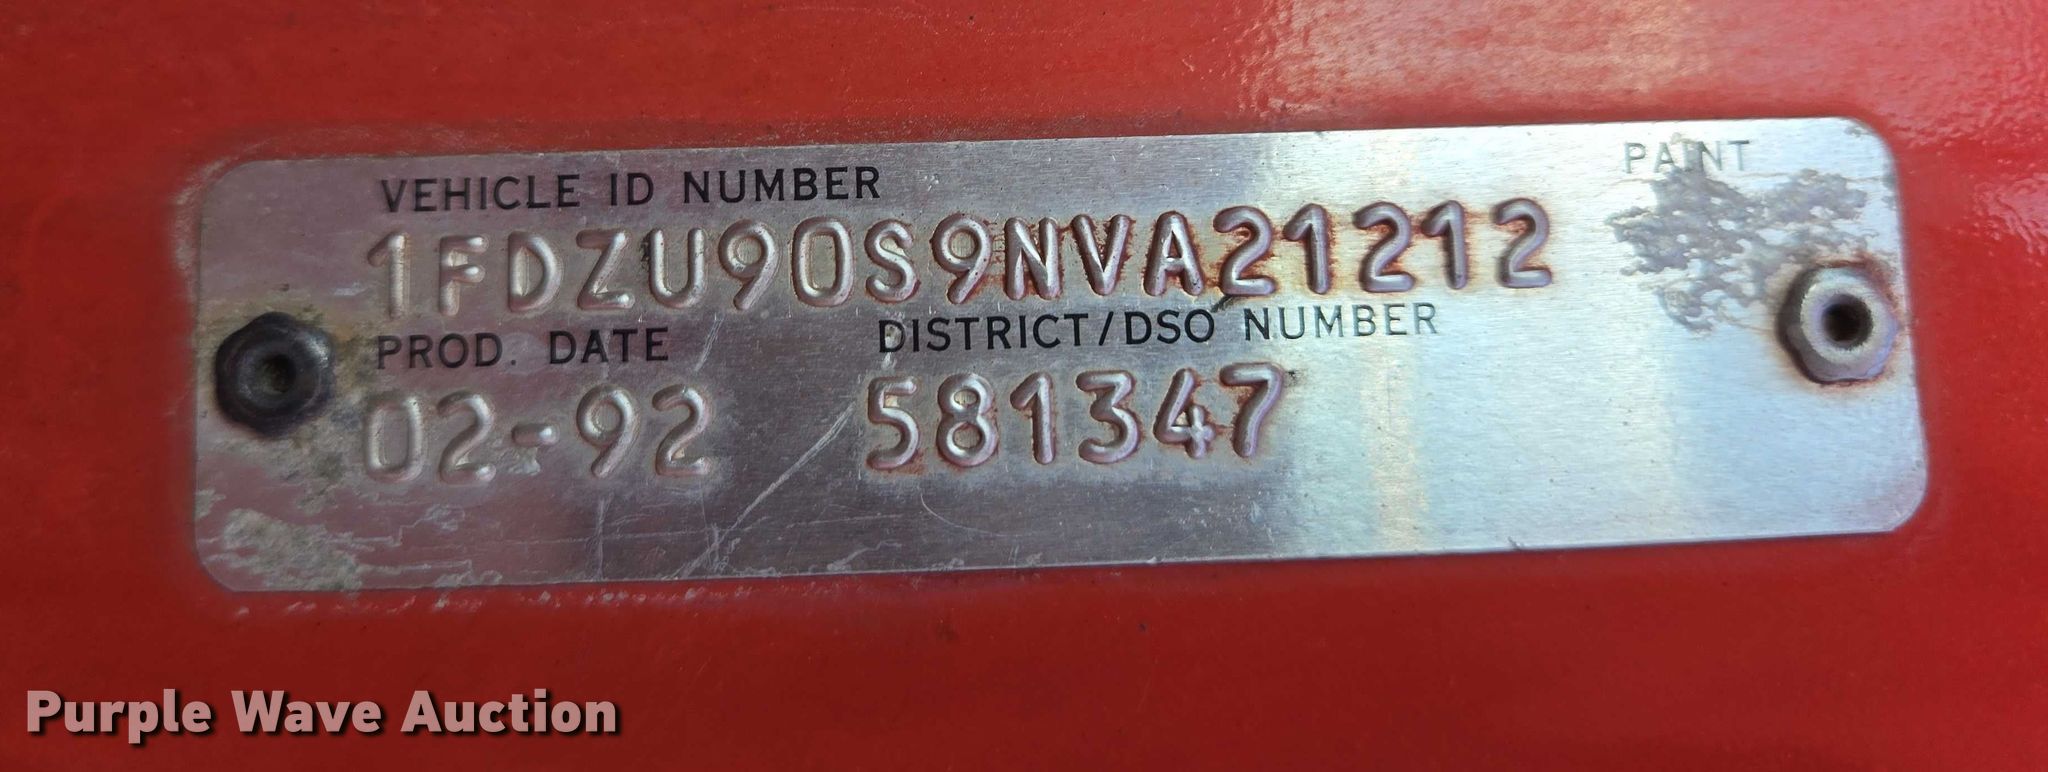 VEHICLE ID NUMBER PAINT
1FDZU90S9NVA21212
PROD. DATE DISTRICT/DSO NUMBER
02-92 581347
Purple Wave Auction